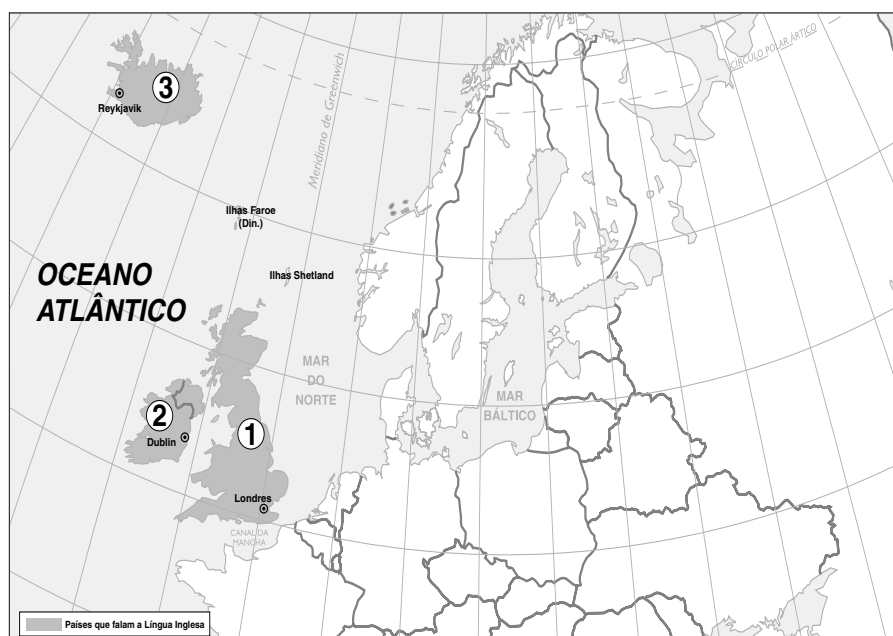 CÍRCULO POLAR ÁRTICO
3
Reykjavik
Meridiano de Greenwich
Ilhas Faroe
(Din.)
Ilhas Shetland
OCEANO
ATLÂNTICO
MAR
DO
NORTE
MAR
BÁLTICO
2
Dublin
1
Londres
CANAL DA
MANCHA
Países que falam a Língua Inglesa